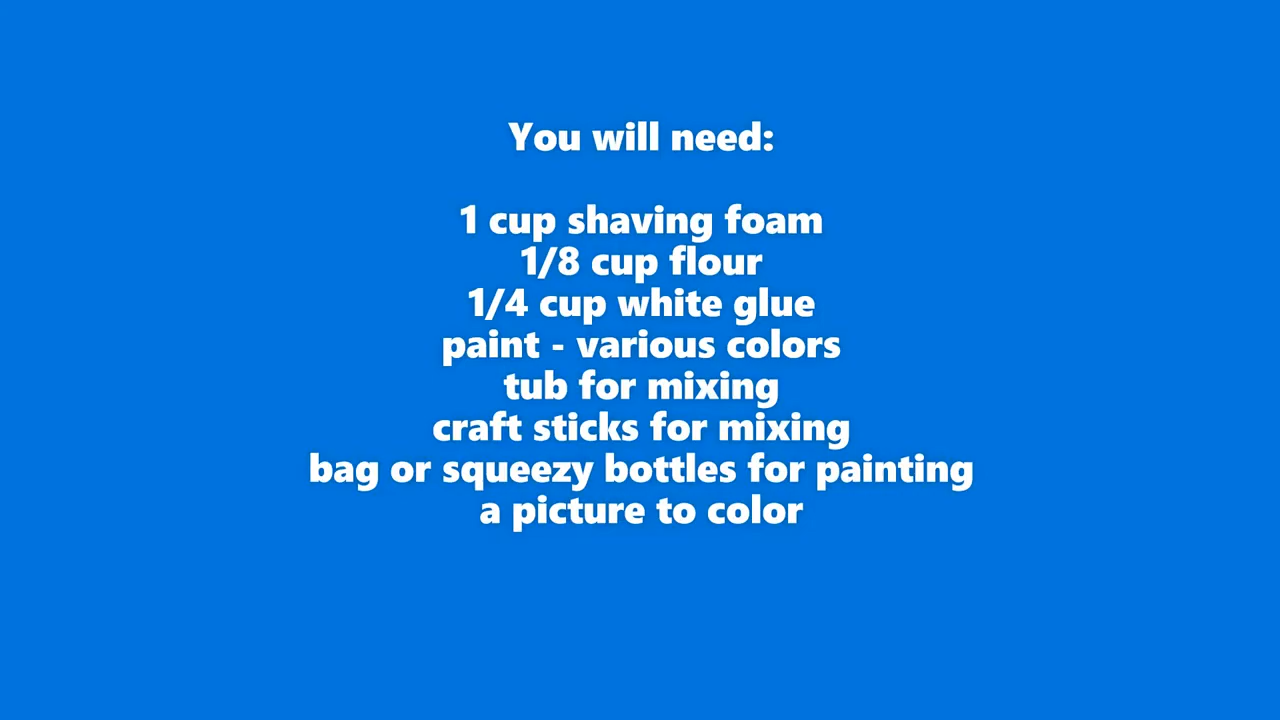 You will need:
1 cup shaving foam
1/8 cup flour
1/4 cup white glue
paint - various colors
tub for mixing
craft sticks for mixing
bag or squeezy bottles for painting
a picture to color